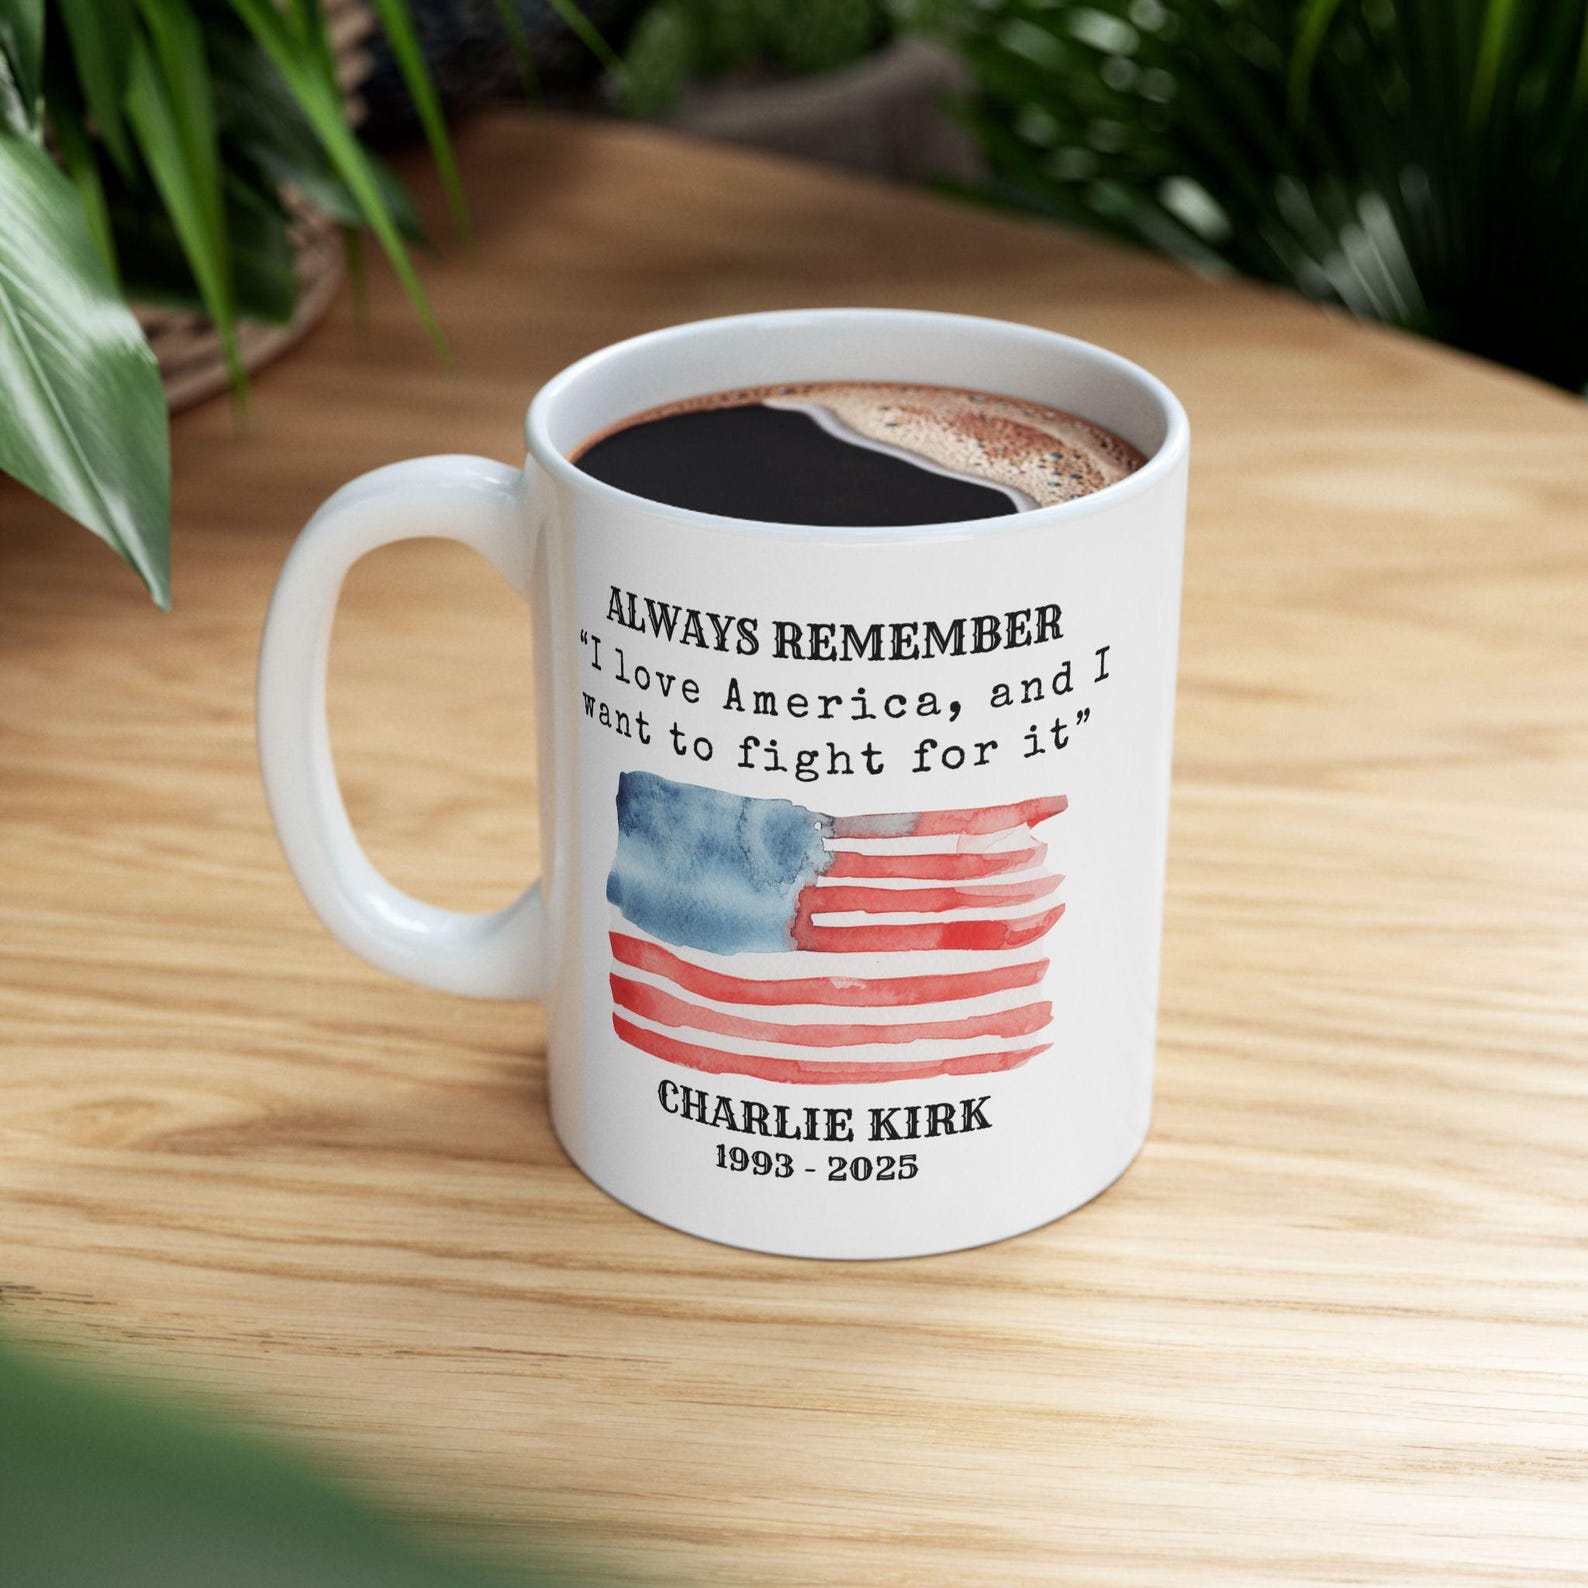 ALWAYS REMEMBER
“I love America, and I
want to fight for it”
CHARLIE KIRK
1993 - 2025